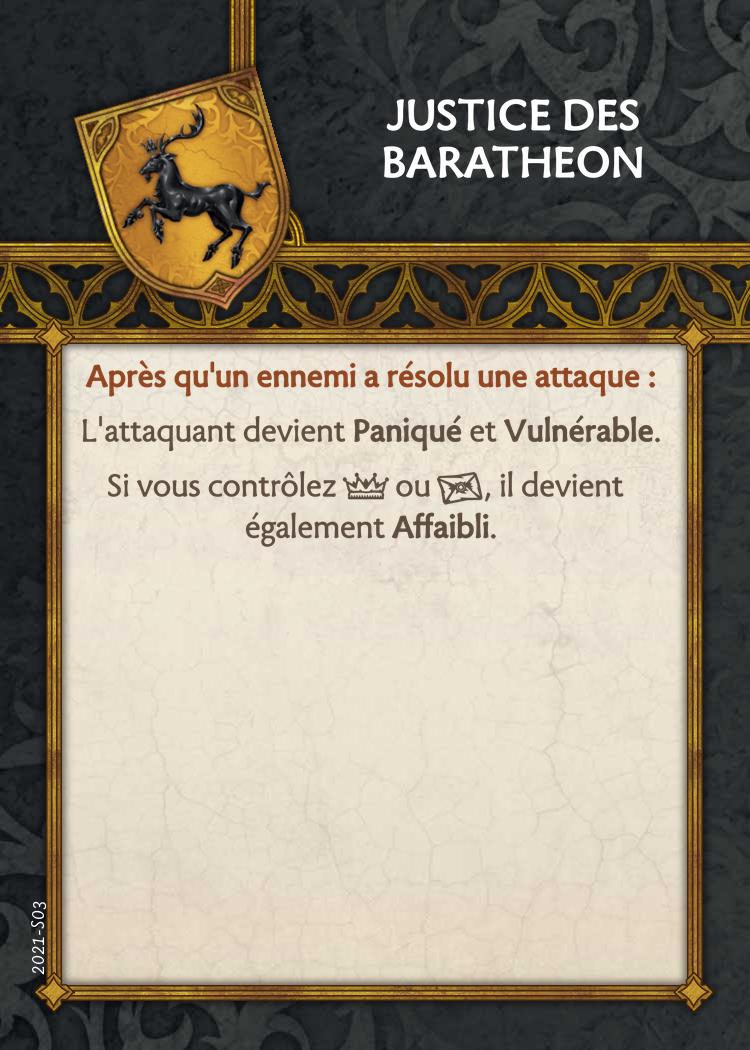 JUSTICE DES
BARATHEON
Après qu'un ennemi a résolu une attaque :
L'attaquant devient Paniqué et Vulnérable.
Si vous contrôlez ou , il devient
également Affaibli.
2021-S03